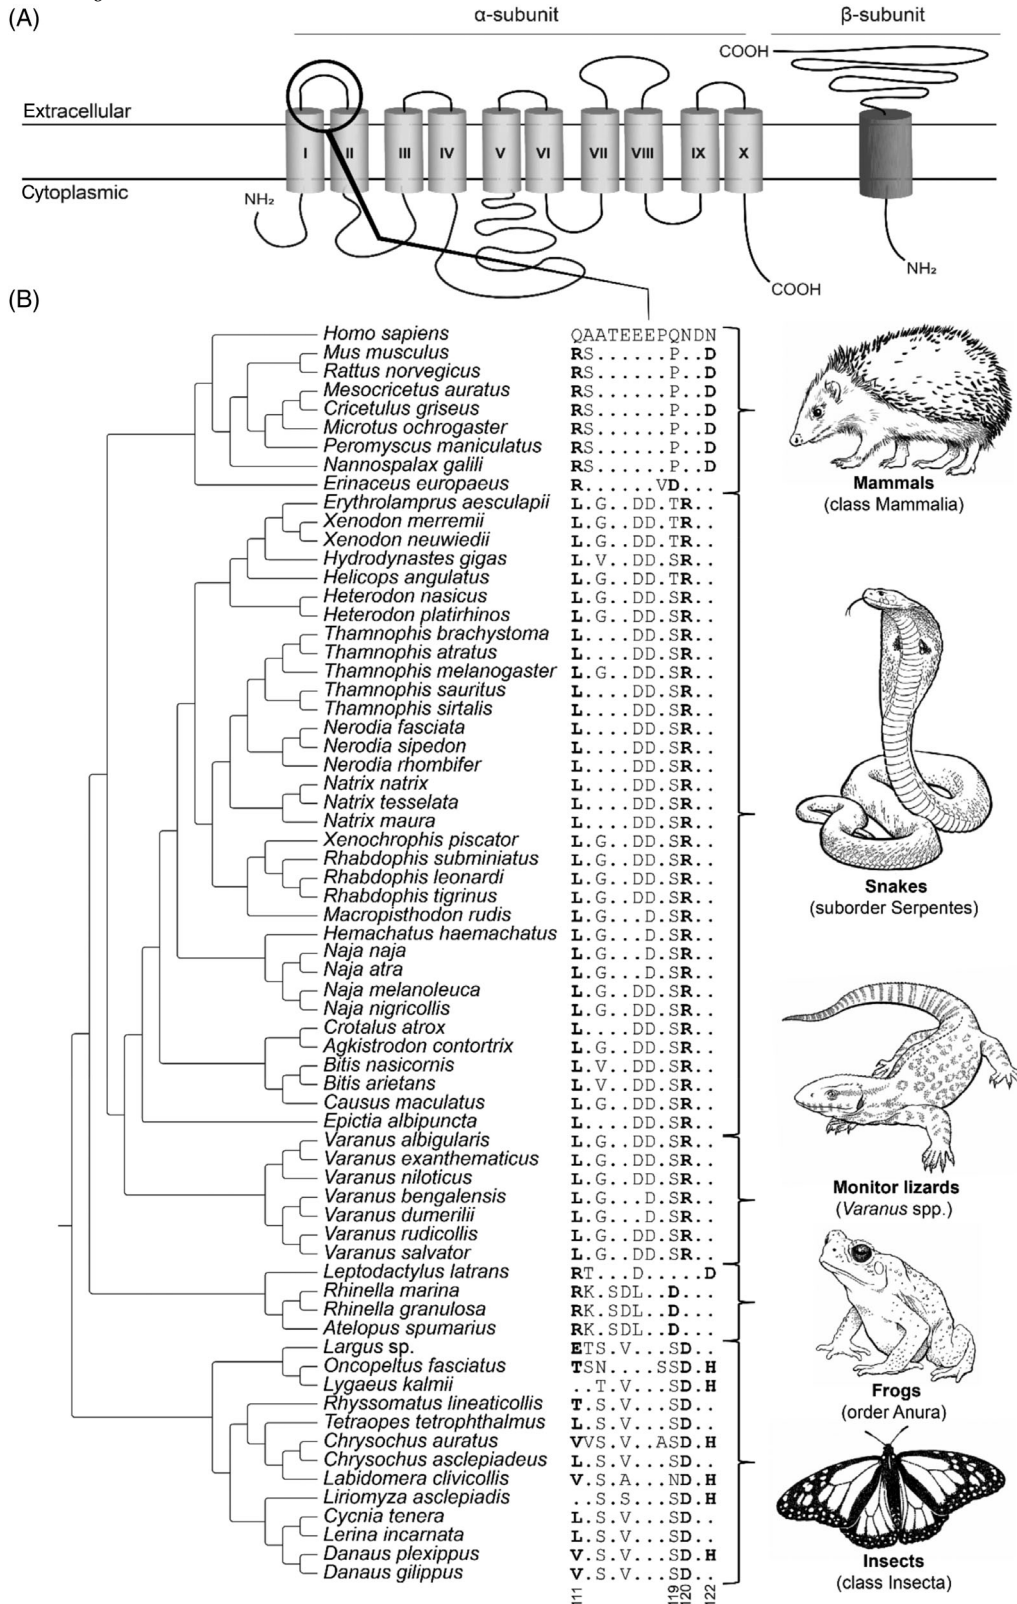 (A)
α-subunit
β-subunit
COOH
Extracellular
I II III IV V VI VII VIII IX X
Cytoplasmic
NH₂
NH₂
COOH
(B)
Homo sapiens QAATEEEPQNDN
Mus musculus RS......P..D
Rattus norvegicus RS......P..D
Mesocricetus auratus RS......P..D
Cricetulus griseus RS......P..D
Microtus ochrogaster RS......P..D
Peromyscus maniculatus RS......P..D
Nannospalax galili RS......P..D
Erinaceus europaeus R......VD...
Mammals
(class Mammalia)
Erythrolamprus aesculapii L.G..DD.TR..
Xenodon merremii L.G..DD.TR..
Xenodon neuwiedii L.G..DD.TR..
Hydrodynastes gigas L.V..DD.SR..
Helicops angulatus L.G..DD.TR..
Heterodon nasicus L.G..DD.SR..
Heterodon platirhinos L.G..DD.SR..
Thamnophis brachystoma L....DD.SR..
Thamnophis atratus L....DD.SR..
Thamnophis melanogaster L.G..DD.SR..
Thamnophis sauritus L....DD.SR..
Thamnophis sirtalis L....DD.SR..
Nerodia fasciata L....DD.SR..
Nerodia sipedon L....DD.SR..
Nerodia rhombifer L....DD.SR..
Natrix natrix L....DD.SR..
Natrix tesselata L....DD.SR..
Natrix maura L....DD.SR..
Xenochrophis piscator L.G..DD.SR..
Rhabdophis subminiatus L.G..DD.SR..
Rhabdophis leonardi L.G..DD.SR..
Rhabdophis tigrinus L.G..DD.SR..
Macropisthodon rudis L.G...D.SR..
Hemachatus haemachatus L.G...D.SR..
Naja naja L.G...D.SR..
Naja atra L.G...D.SR..
Naja melanoleuca L.G..DD.SR..
Naja nigricollis L.G..DD.SR..
Crotalus atrox L....DD.SR..
Agkistrodon contortrix L.G..DD.SR..
Bitis nasicornis L.V..DD.SR..
Bitis arietans L.V..DD.SR..
Causus maculatus L.G..DD.SR..
Epictia albipuncta L....DD.SR..
Snakes
(suborder Serpentes)
Varanus albigularis L.G..DD.SR..
Varanus exanthematicus L.G..DD.SR..
Varanus niloticus L.G..DD.SR..
Varanus bengalensis L.G...D.SR..
Varanus dumerilii L.G...D.SR..
Varanus rudicollis L.G..DD.SR..
Varanus salvator L.G..DD.SR..
Monitor lizards
(Varanus spp.)
Leptodactylus latrans RT...D.....D
Rhinella marina RK.SDL..D...
Rhinella granulosa RK.SDL..D...
Atelopus spumarius RK.SDL..D...
Frogs
(order Anura)
Largus sp. ETS.V...SD..
Oncopeltus fasciatus TSN....SSD.H
Lygaeus kalmii ..T.V...SD.H
Rhyssomatus lineaticollis T.S.V...SD..
Tetraopes tetrophthalmus L.S.V...SD..
Chrysochus auratus VVS.V..ASD.H
Chrysochus asclepiadeus L.S.V...SD..
Labidomera clivicollis V.S.A...ND.H
Liriomyza asclepiadis ..S.S...SD.H
Cycnia tenera L.S.V...SD..
Lerina incarnata L.S.V...SD..
Danaus plexippus V.S.V...SD.H
Danaus gilippus V.S.V...SD..
Insects
(class Insecta)
111 119 120 122